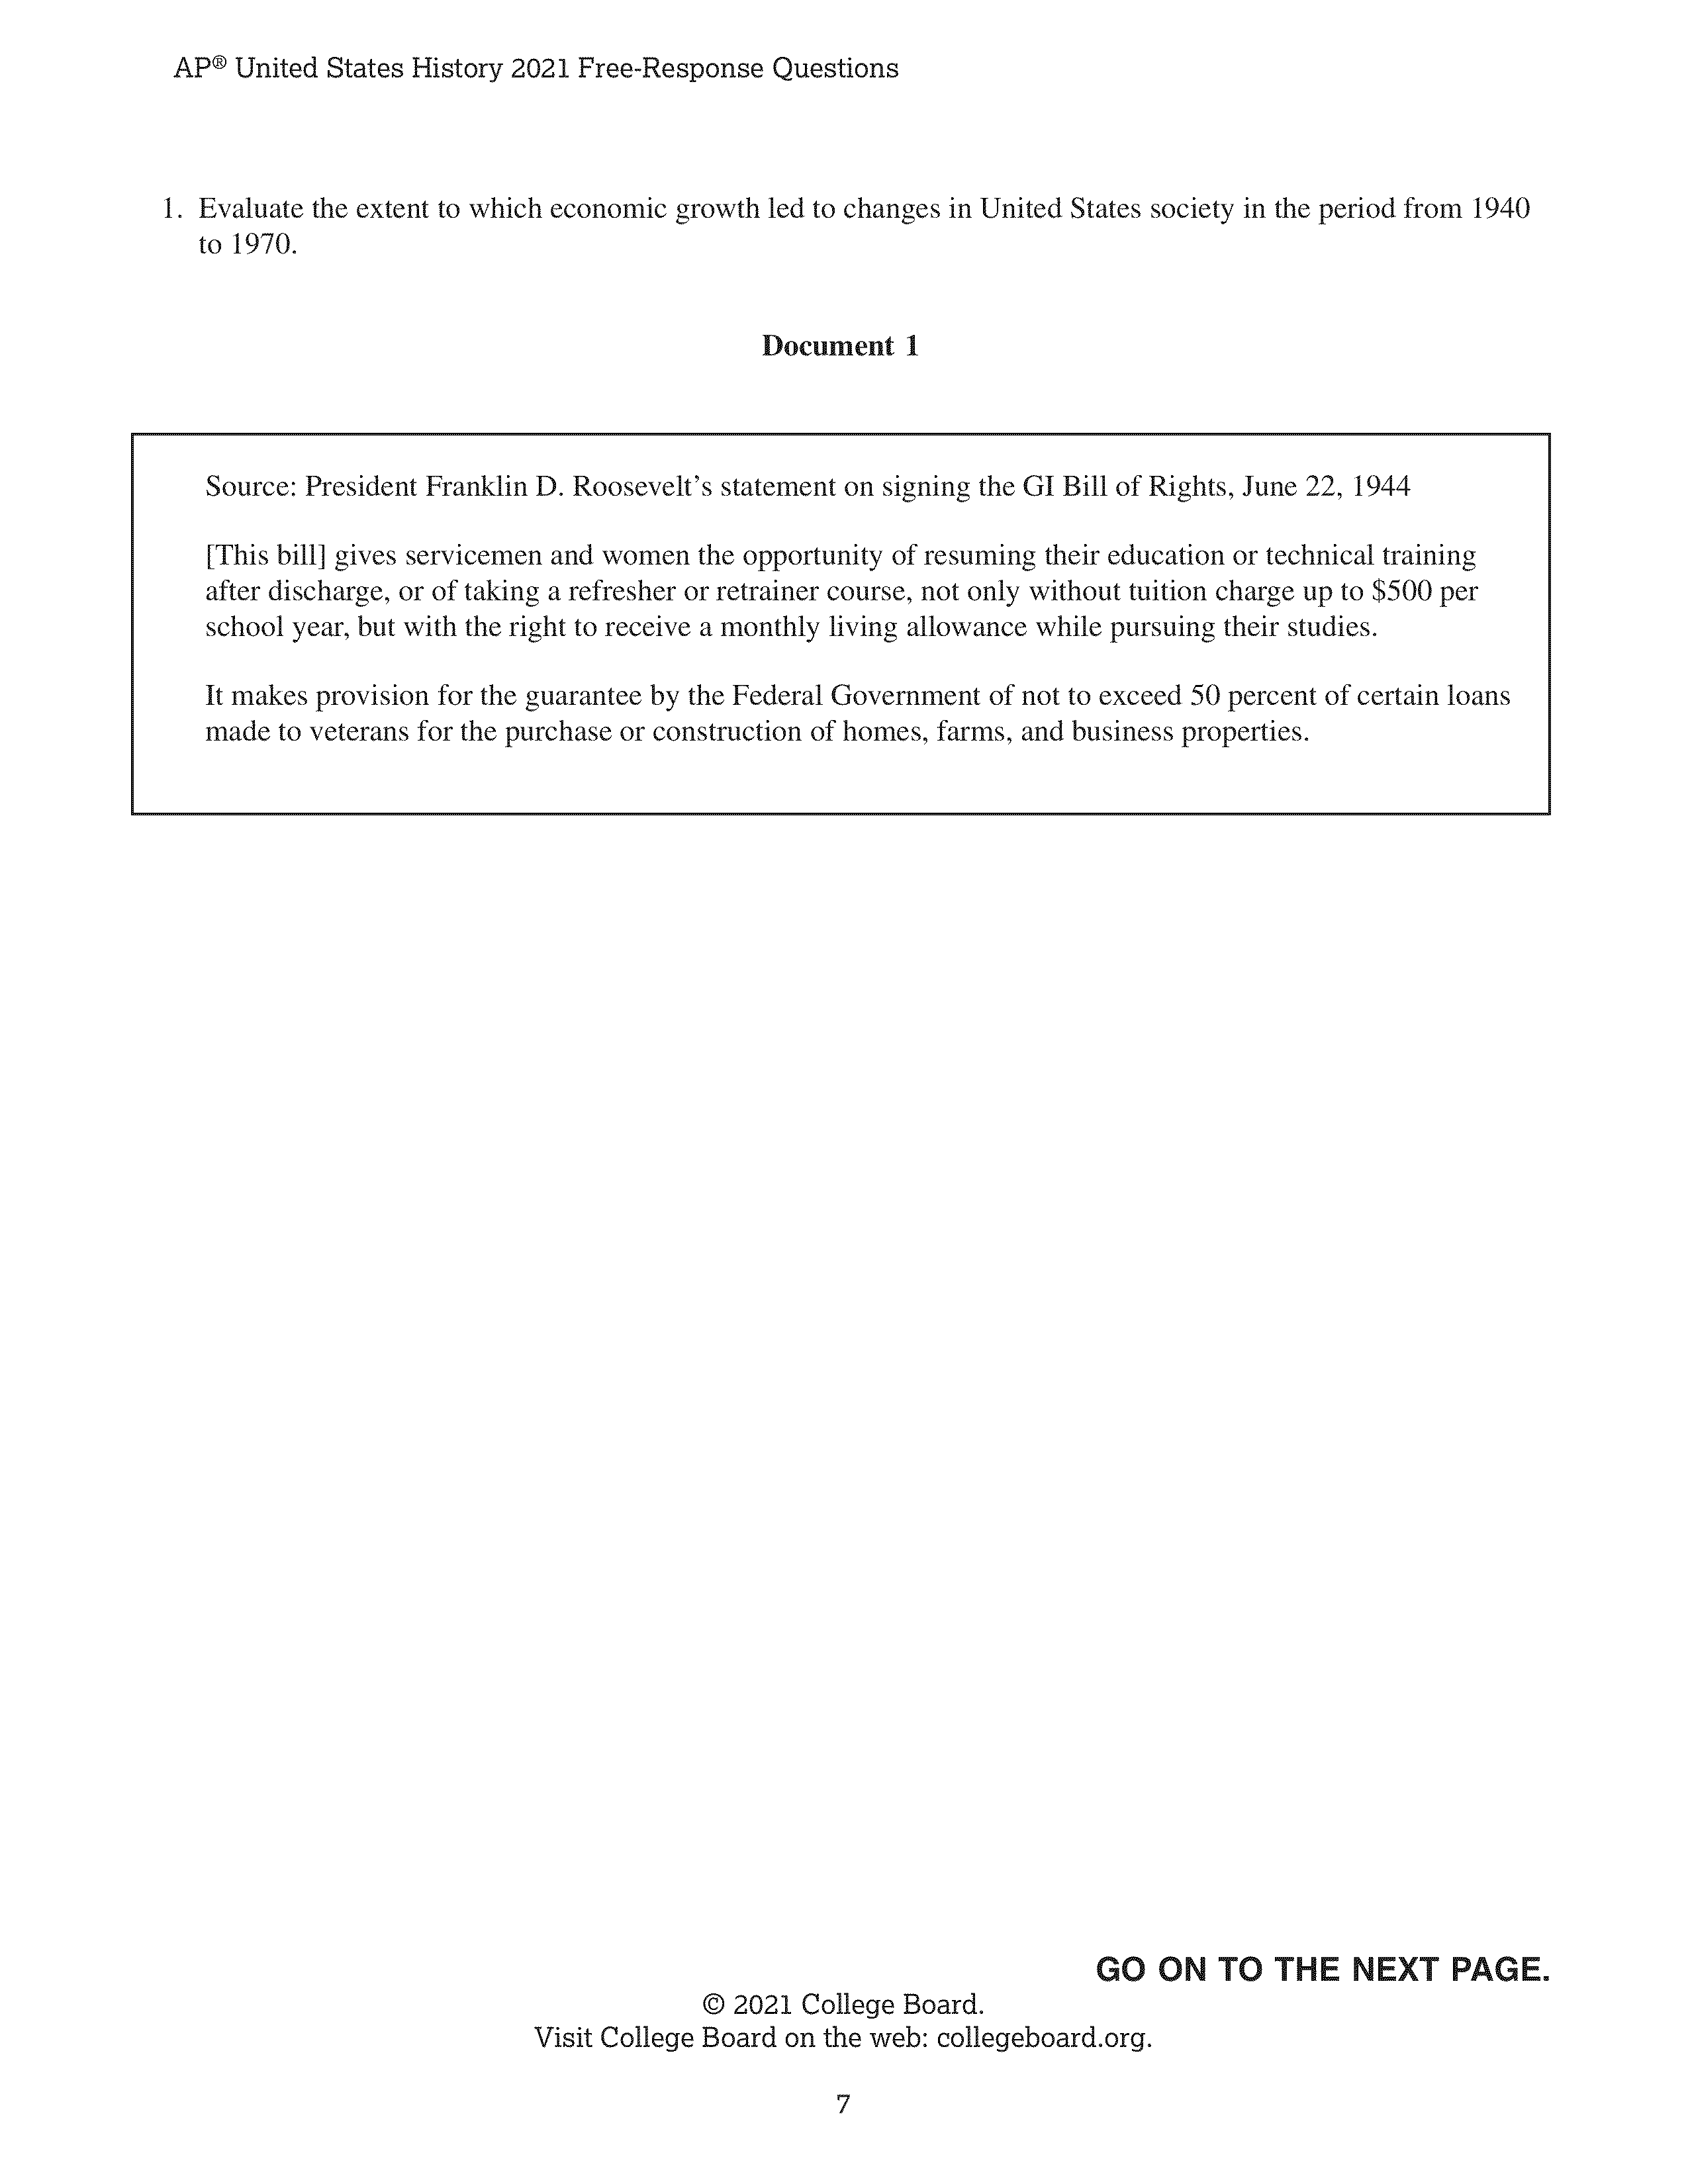 AP® United States History 2021 Free-Response Questions
1. Evaluate the extent to which economic growth led to changes in United States society in the period from 1940
to 1970.
Document 1
Source: President Franklin D. Roosevelt’s statement on signing the GI Bill of Rights, June 22, 1944
[This bill] gives servicemen and women the opportunity of resuming their education or technical training
after discharge, or of taking a refresher or retrainer course, not only without tuition charge up to $500 per
school year, but with the right to receive a monthly living allowance while pursuing their studies.
It makes provision for the guarantee by the Federal Government of not to exceed 50 percent of certain loans
made to veterans for the purchase or construction of homes, farms, and business properties.
GO ON TO THE NEXT PAGE.
© 2021 College Board.
Visit College Board on the web: collegeboard.org.
7